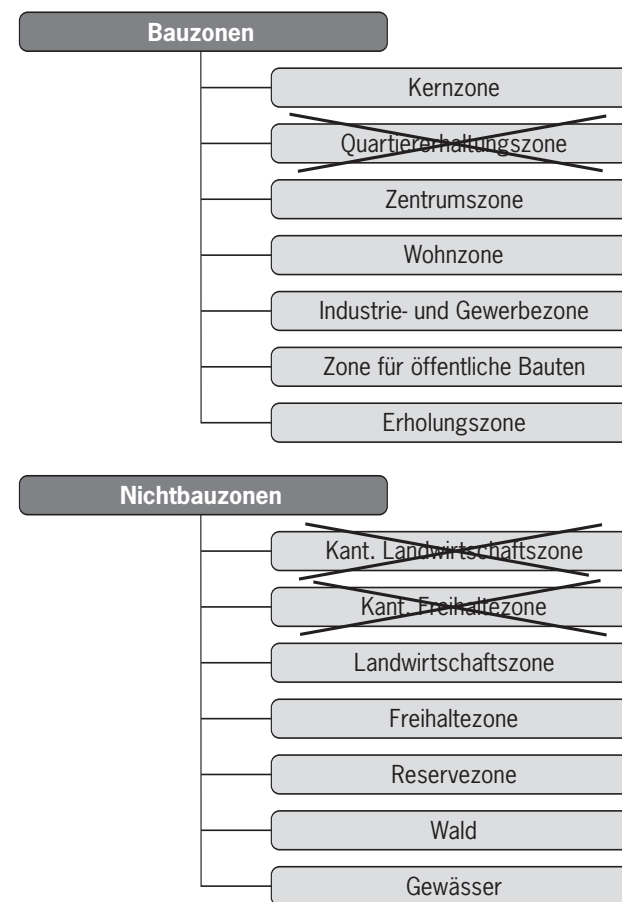 Bauzonen
Kernzone
Quartiererhaltungszone
Zentrumszone
Wohnzone
Industrie- und Gewerbezone
Zone für öffentliche Bauten
Erholungszone
Nichtbauzonen
Kant. Landwirtschaftszone
Kant. Freihaltezone
Landwirtschaftszone
Freihaltezone
Reservezone
Wald
Gewässer